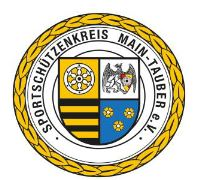 · SPORTSCHÜTZENKREIS MAIN-TAUBER e.V. ·